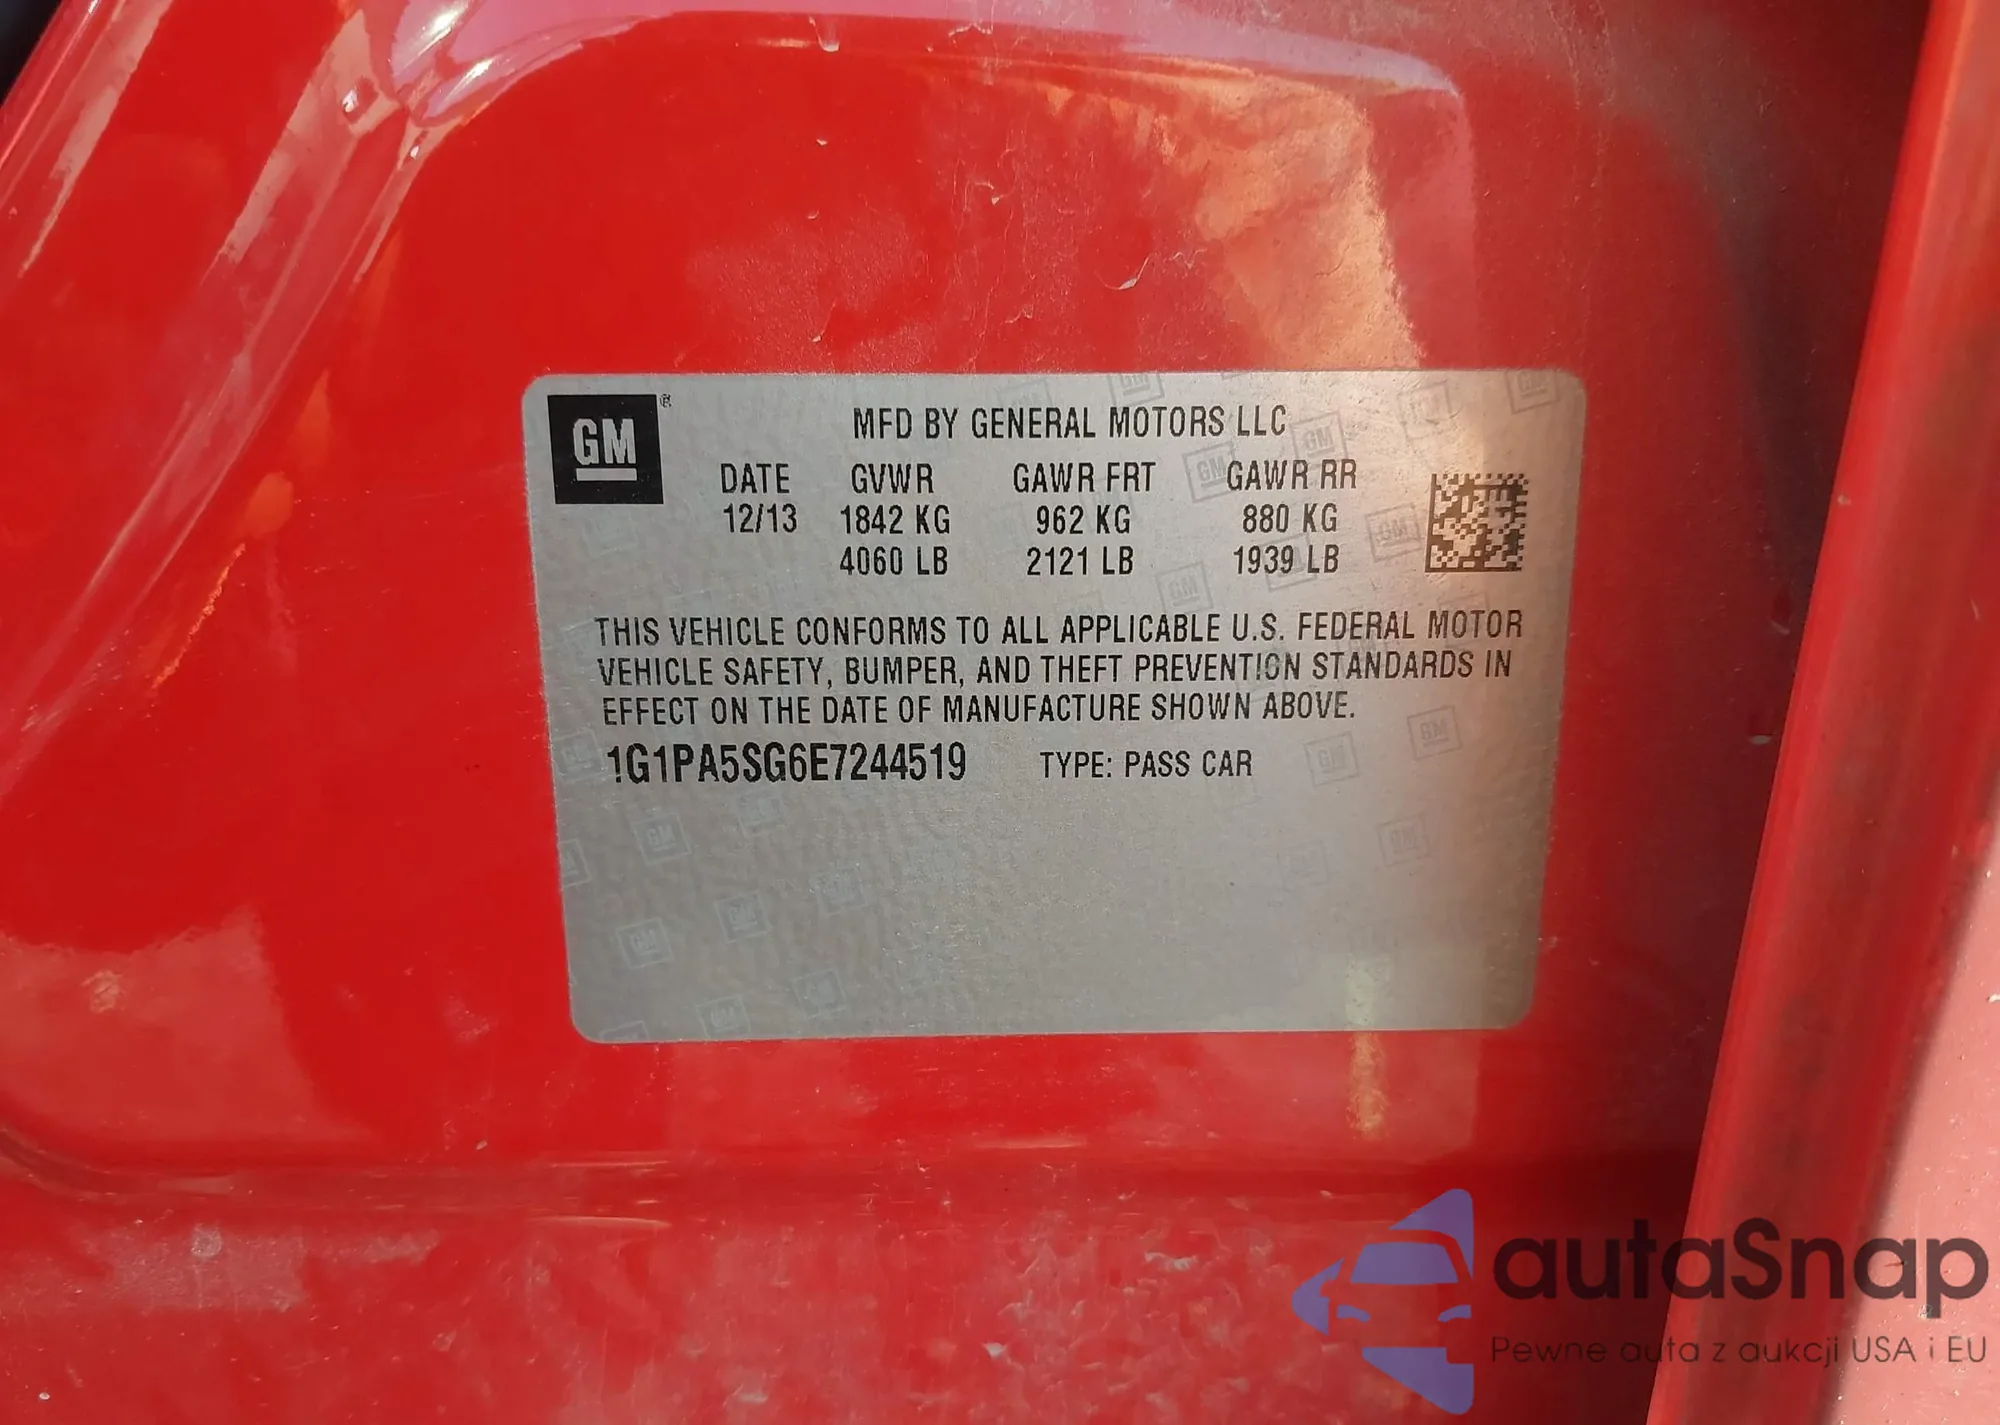 GM
MFD BY GENERAL MOTORS LLC
DATE GVWR GAWR FRT GAWR RR
12/13 1842 KG 962 KG 880 KG
4060 LB 2121 LB 1939 LB
THIS VEHICLE CONFORMS TO ALL APPLICABLE U.S. FEDERAL MOTOR
VEHICLE SAFETY, BUMPER, AND THEFT PREVENTION STANDARDS IN
EFFECT ON THE DATE OF MANUFACTURE SHOWN ABOVE.
1G1PA5SG6E7244519 TYPE: PASS CAR
autaSnap
Pewne auta z aukcji USA i EU